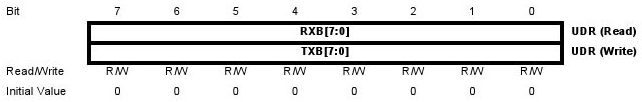 Bit 7 6 5 4 3 2 1 0
RXB[7:0] UDR (Read)
TXB[7:0] UDR (Write)
Read/Write R/W R/W R/W R/W R/W R/W R/W R/W
Initial Value 0 0 0 0 0 0 0 0